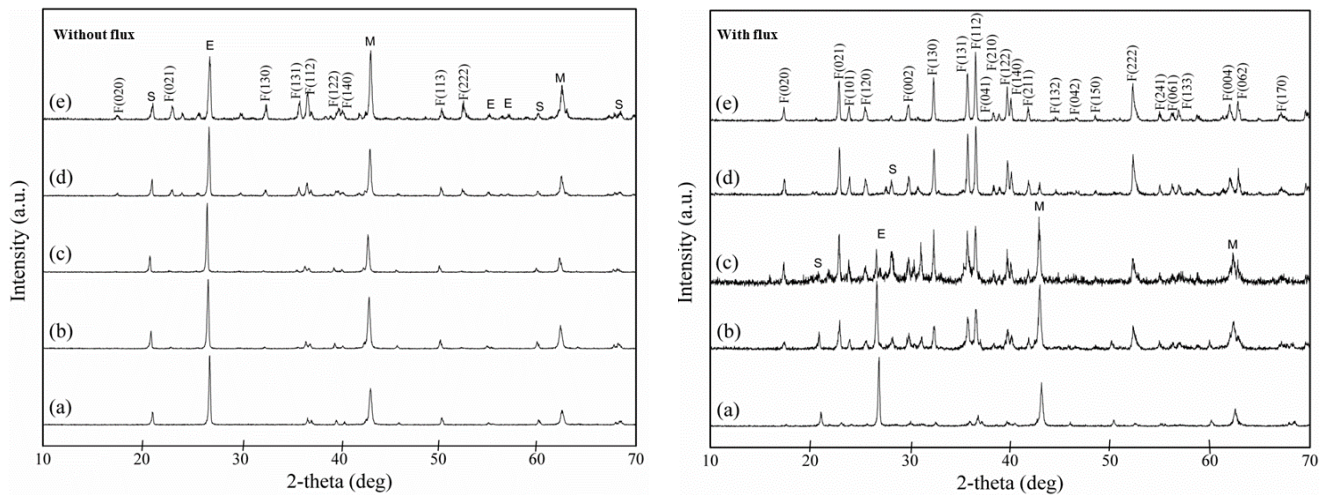 Without flux
F(020)
S
F(021)
E
F(130)
F(131)
F(112)
F(122)
F(140)
M
F(113)
F(222)
E
E
S
M
S
(e)
(d)
(c)
(b)
(a)
Intensity (a.u.)
10 20 30 40 50 60 70
2-theta (deg)
With flux
F(020)
F(021)
F(101)
F(120)
F(002)
F(130)
F(131)
F(112)
F(041)
F(210)
F(122)
F(140)
F(211)
F(132)
F(042)
F(150)
F(222)
F(241)
F(061)
F(133)
F(004)
F(062)
F(170)
(e)
S
(d)
S
E
M
M
(c)
(b)
(a)
Intensity (a.u.)
10 20 30 40 50 60 70
2-theta (deg)